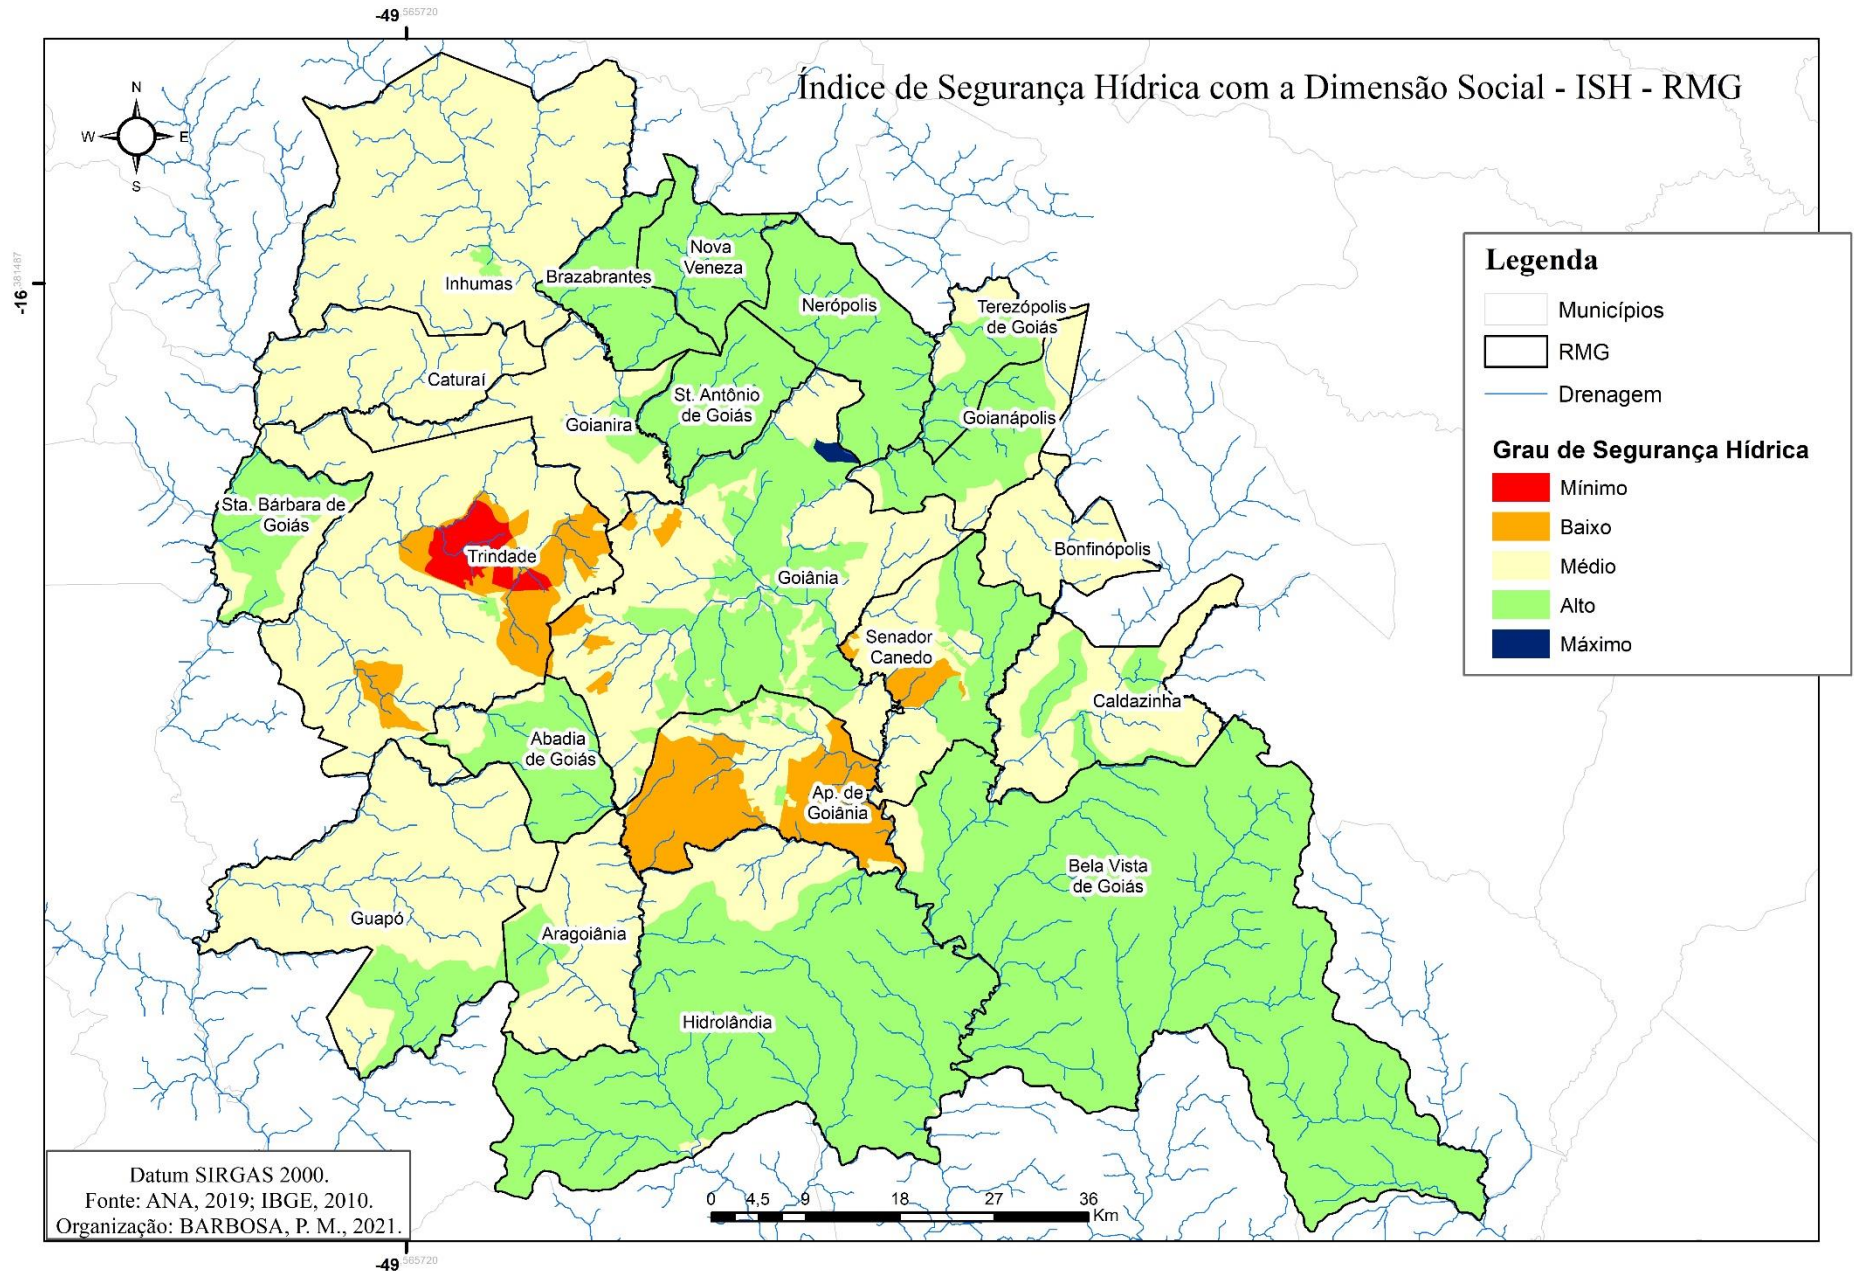 -49,565720
Índice de Segurança Hídrica com a Dimensão Social - ISH - RMG
N
W E
S
-16,381487
Inhumas
Brazabrantes
Nova
Veneza
Nerópolis
Terezópolis
de Goiás
Caturaí
Goianira
St. Antônio
de Goiás
Goianápolis
Sta. Bárbara de
Goiás
Trindade
Goiânia
Bonfinópolis
Senador
Canedo
Caldazinha
Abadia
de Goiás
Ap. de
Goiânia
Bela Vista
de Goiás
Guapó
Aragoiânia
Hidrolândia
Legenda
Municípios
RMG
Drenagem
Grau de Segurança Hídrica
Mínimo
Baixo
Médio
Alto
Máximo
Datum SIRGAS 2000.
Fonte: ANA, 2019; IBGE, 2010.
Organização: BARBOSA, P. M., 2021.
0 4,5 9 18 27 36
Km
-49,565720